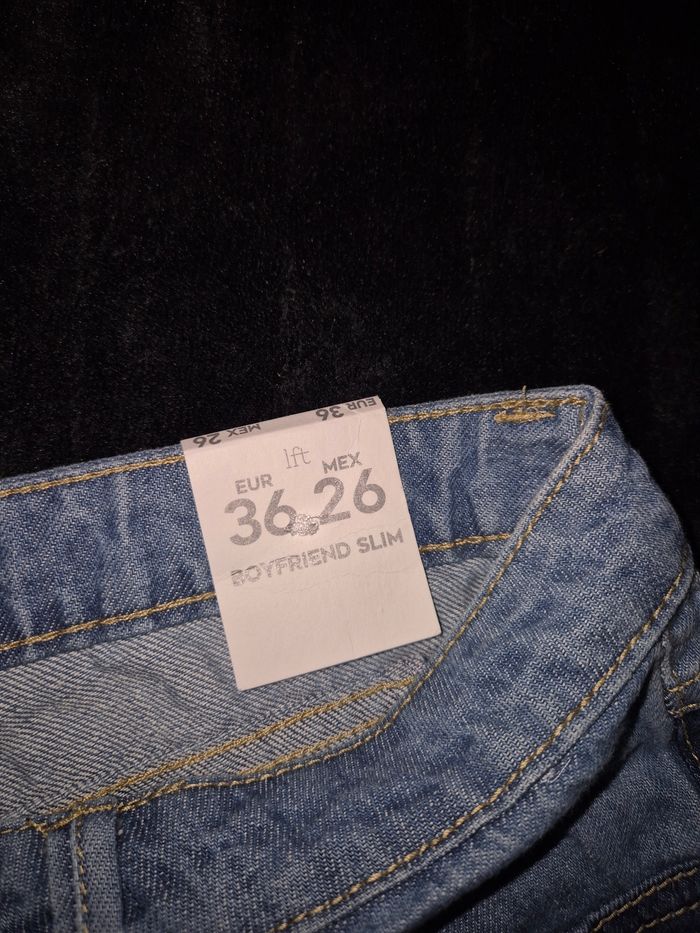 MEX 26 EUR 36
lft
EUR MEX
36 26
BOYFRIEND SLIM